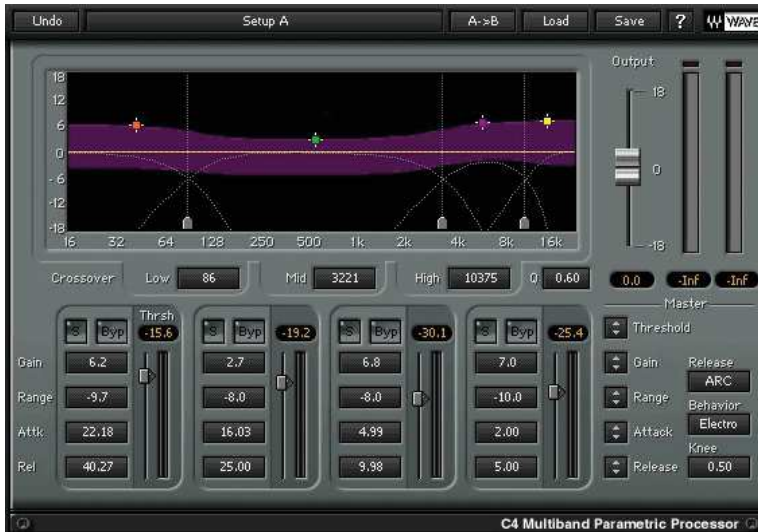 Undo Setup A A->B Load Save ? WAVE
Output
18
12
6
0
-6
-12
-18
16 32 64 128 250 500 1k 2k 4k 8k 16k
18
0
-18
Crossover Low 86 Mid 3221 High 10375 Q 0.60
0.0 -Inf -Inf
Master
Thrsh
S Byp -15.6 S Byp -19.2 S Byp -30.1 S Byp -25.4
Threshold
Gain 6.2 2.7 6.8 7.0 Gain
Range -9.7 -8.0 -8.0 -10.0 Range
Attk 22.18 16.03 4.99 2.00 Attack
Rel 40.27 25.00 9.98 5.00 Release
Release
ARC
Behavior
Electro
Knee
0.50
C4 Multiband Parametric Processor